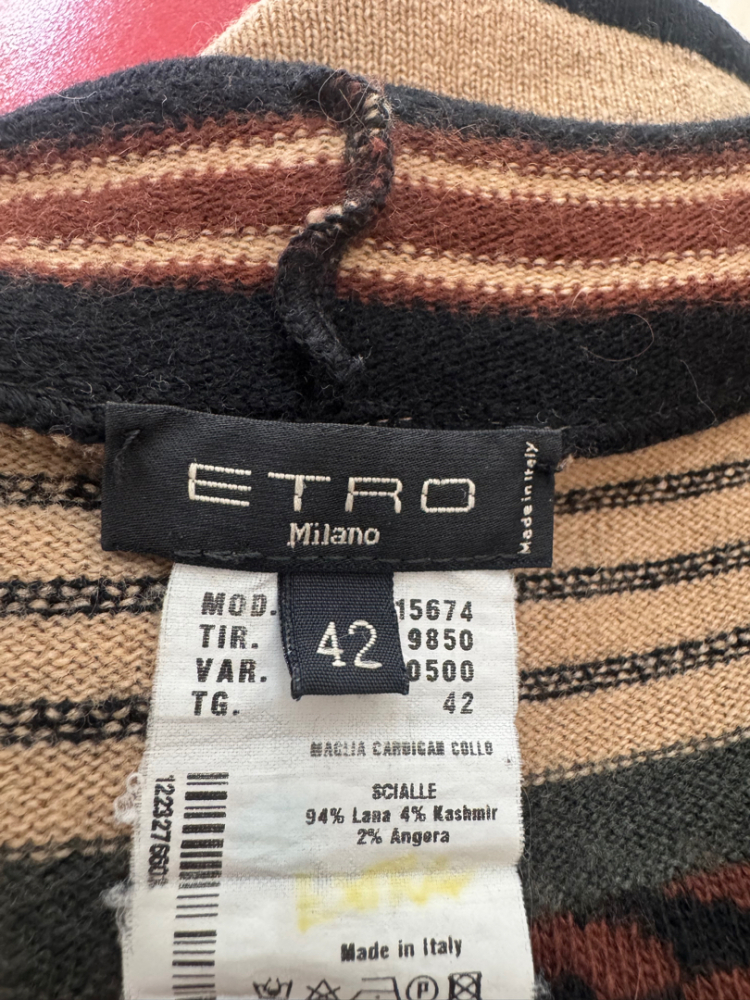 ETRO
Milano
Made in Italy
MOD. 15674
TIR. 9850
VAR. 0500
TG. 42
42
MAGLIA CARDIGAN COLLO
SCIALLE
94% Lana 4% Kashmir
2% Angora
Made in Italy